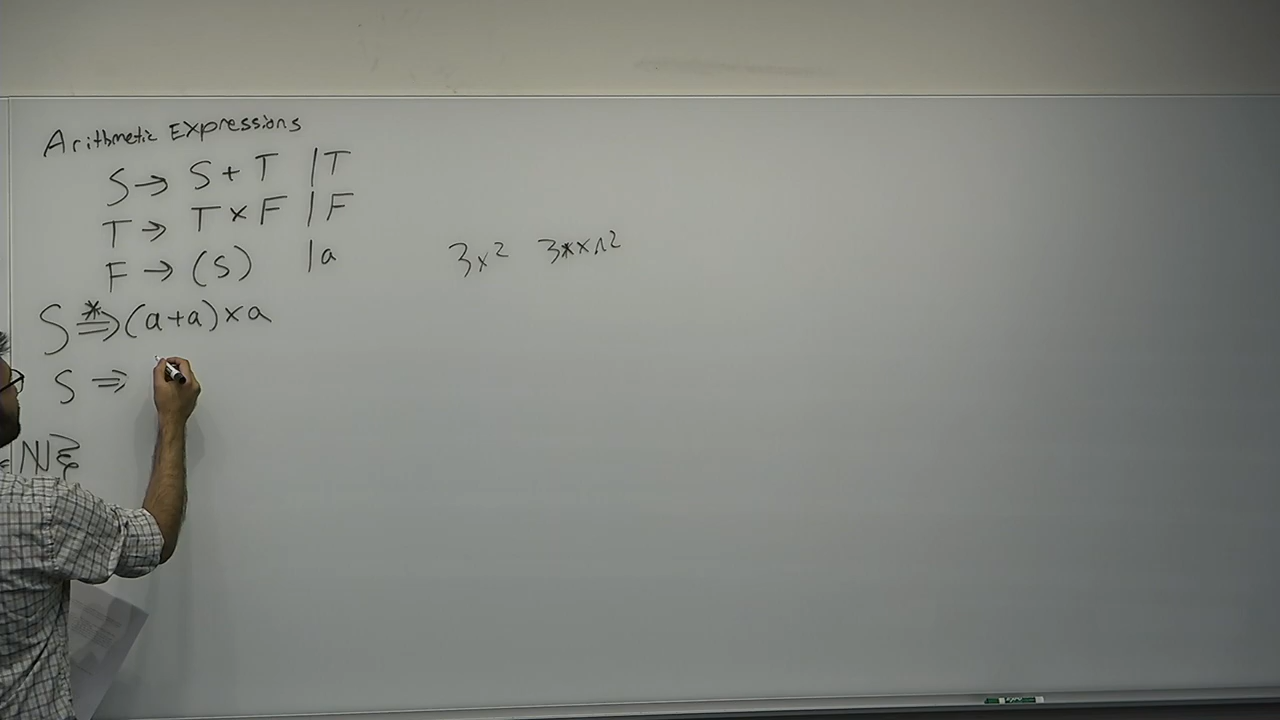 Arithmetic Expressions
S → S + T | T
T → T × F | F
F → (S) | a
3x² 3*x^2
S *⇒ (a+a)×a
S ⇒
N}